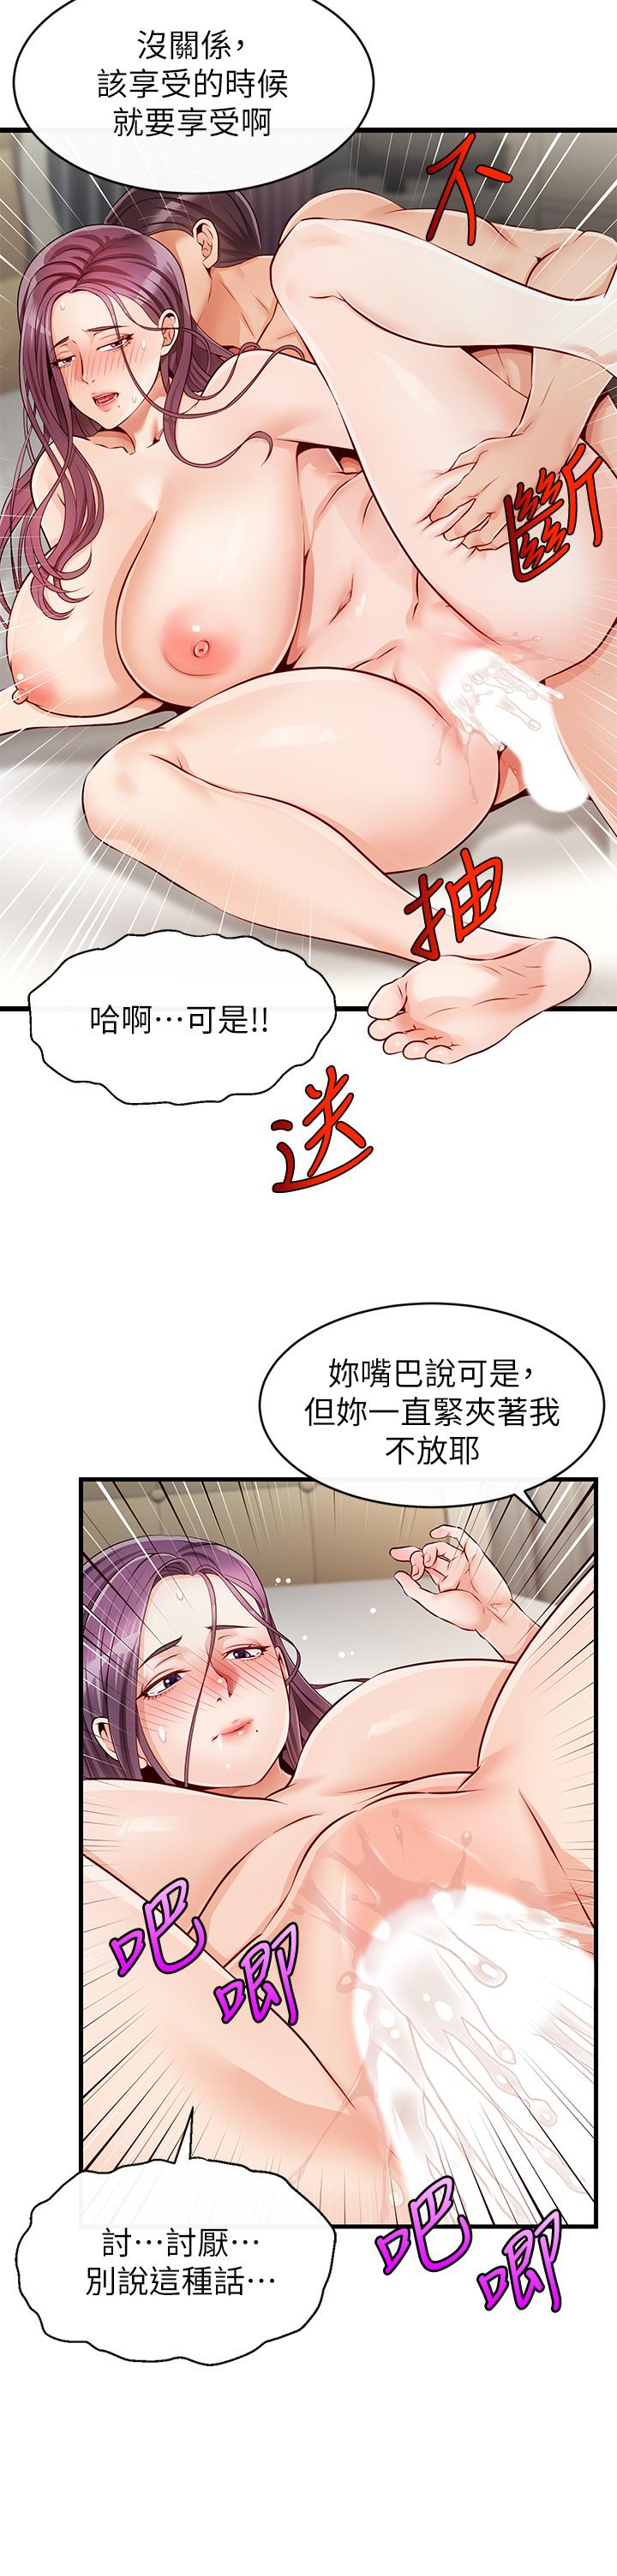 沒關係，
該享受的時候
就要享受啊
不
斷
抽
哈啊…可是!!
送
妳嘴巴說可是，
但妳一直緊夾著我
不放耶
吧
唧
討…討厭…
別說這種話…
吧
唧